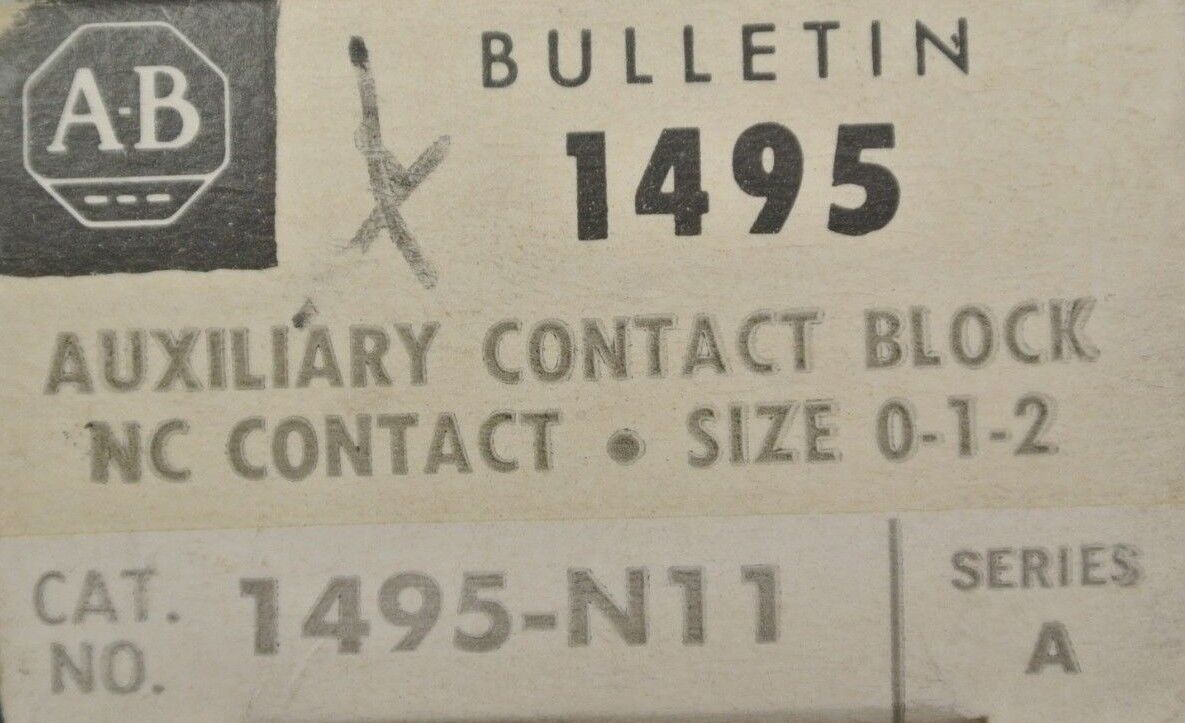 A-B
BULLETIN
1495
AUXILIARY CONTACT BLOCK
NC CONTACT • SIZE 0-1-2
CAT. NO. 1495-N11
SERIES A